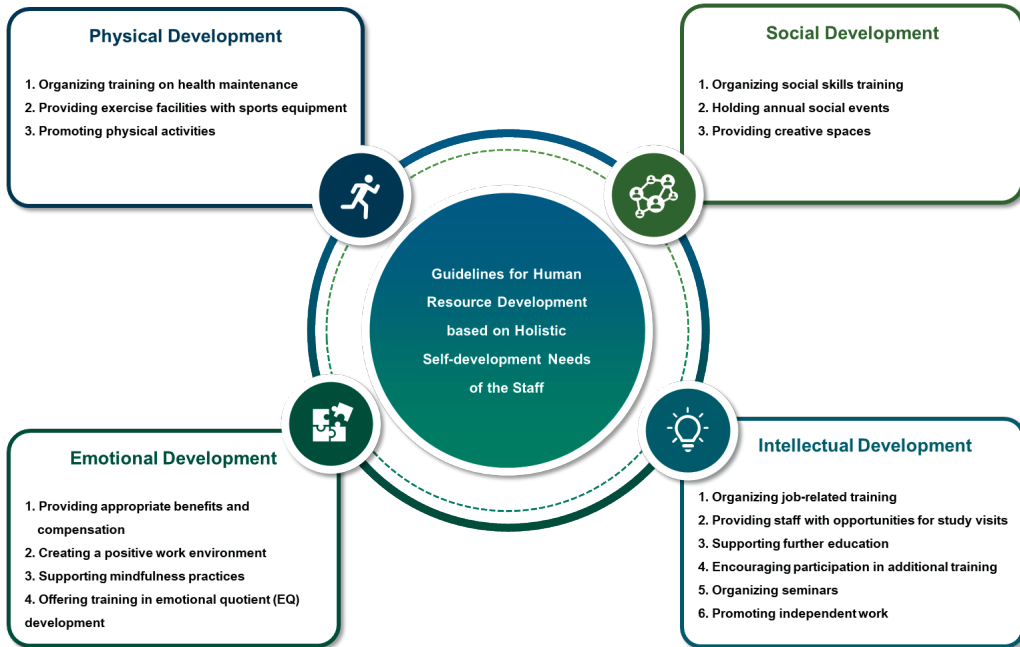 Physical Development
1. Organizing training on health maintenance
2. Providing exercise facilities with sports equipment
3. Promoting physical activities
Social Development
1. Organizing social skills training
2. Holding annual social events
3. Providing creative spaces
Guidelines for Human
Resource Development
based on Holistic
Self-development Needs
of the Staff
Emotional Development
1. Providing appropriate benefits and
compensation
2. Creating a positive work environment
3. Supporting mindfulness practices
4. Offering training in emotional quotient (EQ)
development
Intellectual Development
1. Organizing job-related training
2. Providing staff with opportunities for study visits
3. Supporting further education
4. Encouraging participation in additional training
5. Organizing seminars
6. Promoting independent work